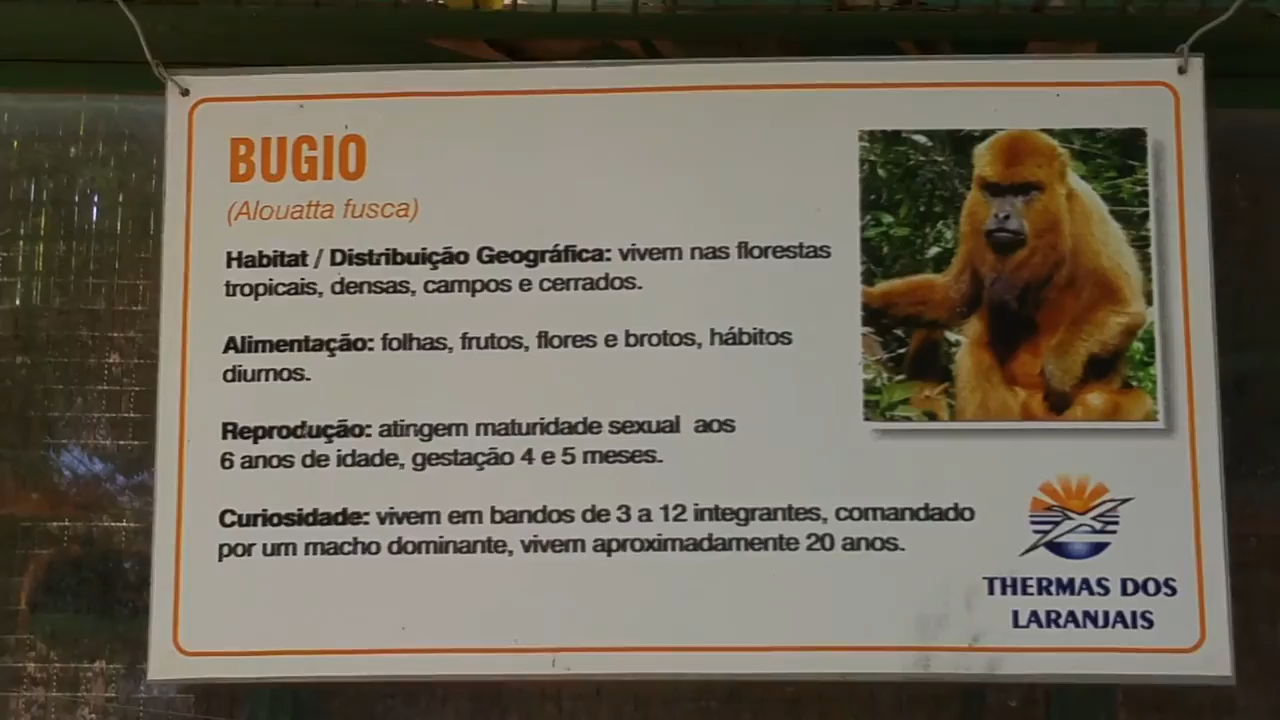 BUGIO
(Alouatta fusca)
Habitat / Distribuição Geográfica: vivem nas florestas
tropicais, densas, campos e cerrados.
Alimentação: folhas, frutos, flores e brotos, hábitos
diurnos.
Reprodução: atingem maturidade sexual aos
6 anos de idade, gestação 4 e 5 meses.
Curiosidade: vivem em bandos de 3 a 12 integrantes, comandado
por um macho dominante, vivem aproximadamente 20 anos.
THERMAS DOS
LARANJAIS